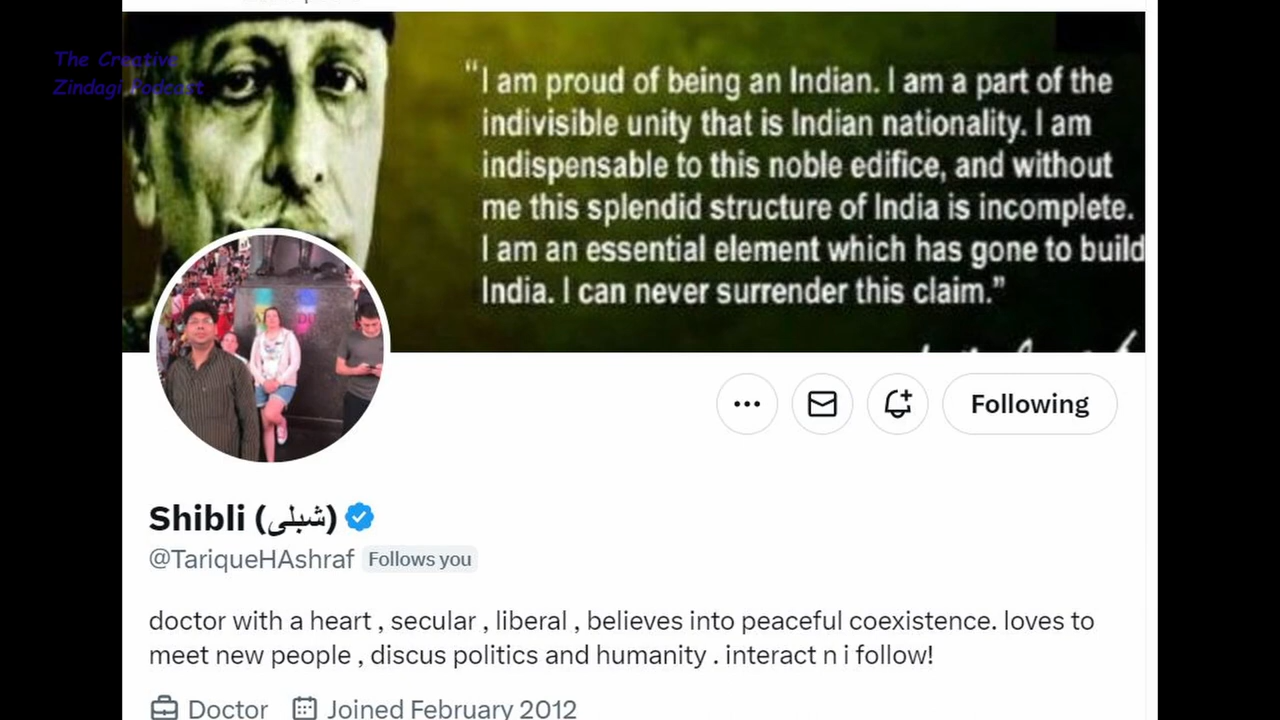 The Creative
Zindagi Podcast
“I am proud of being an Indian. I am a part of the
indivisible unity that is Indian nationality. I am
indispensable to this noble edifice, and without
me this splendid structure of India is incomplete.
I am an essential element which has gone to build
India. I can never surrender this claim.”
Following
Shibli (شبلی)
@TariqueHAshraf Follows you
doctor with a heart , secular , liberal , believes into peaceful coexistence. loves to
meet new people , discus politics and humanity . interact n i follow!
Doctor Joined February 2012